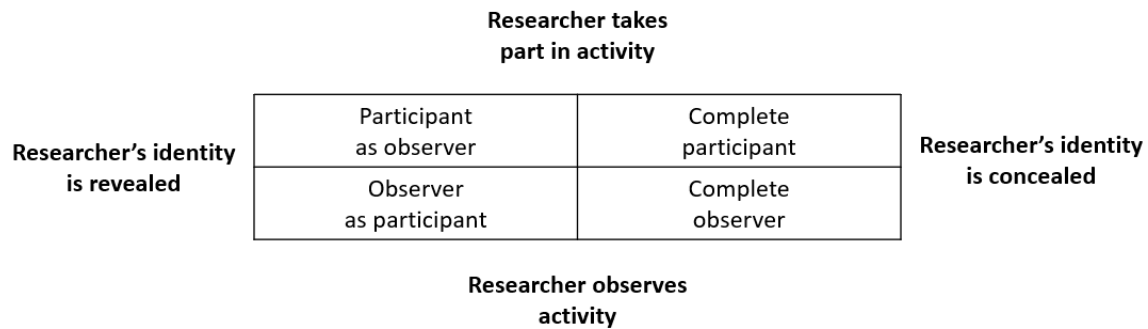 Researcher takes
part in activity
Participant
as observer
Complete
participant
Researcher’s identity
is revealed
Researcher’s identity
is concealed
Observer
as participant
Complete
observer
Researcher observes
activity